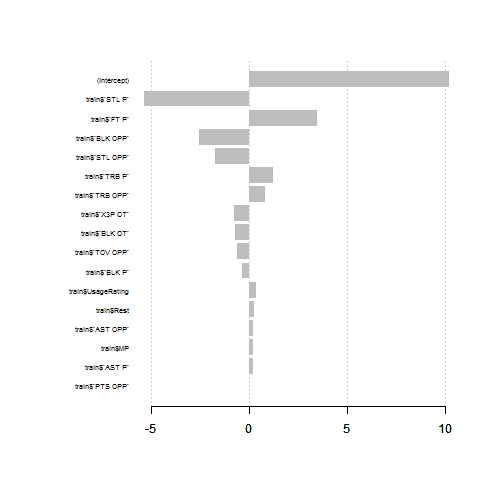 (Intercept)
train$`STL P`
train$`FT P`
train$`BLK OPP`
train$`STL OPP`
train$`TRB P`
train$`TRB OPP`
train$`X3P OT`
train$`BLK OT`
train$`TOV OPP`
train$`BLK P`
train$UsageRating
train$Rest
train$`AST OPP`
train$MP
train$`AST P`
train$`PTS OPP`
-5 0 5 10